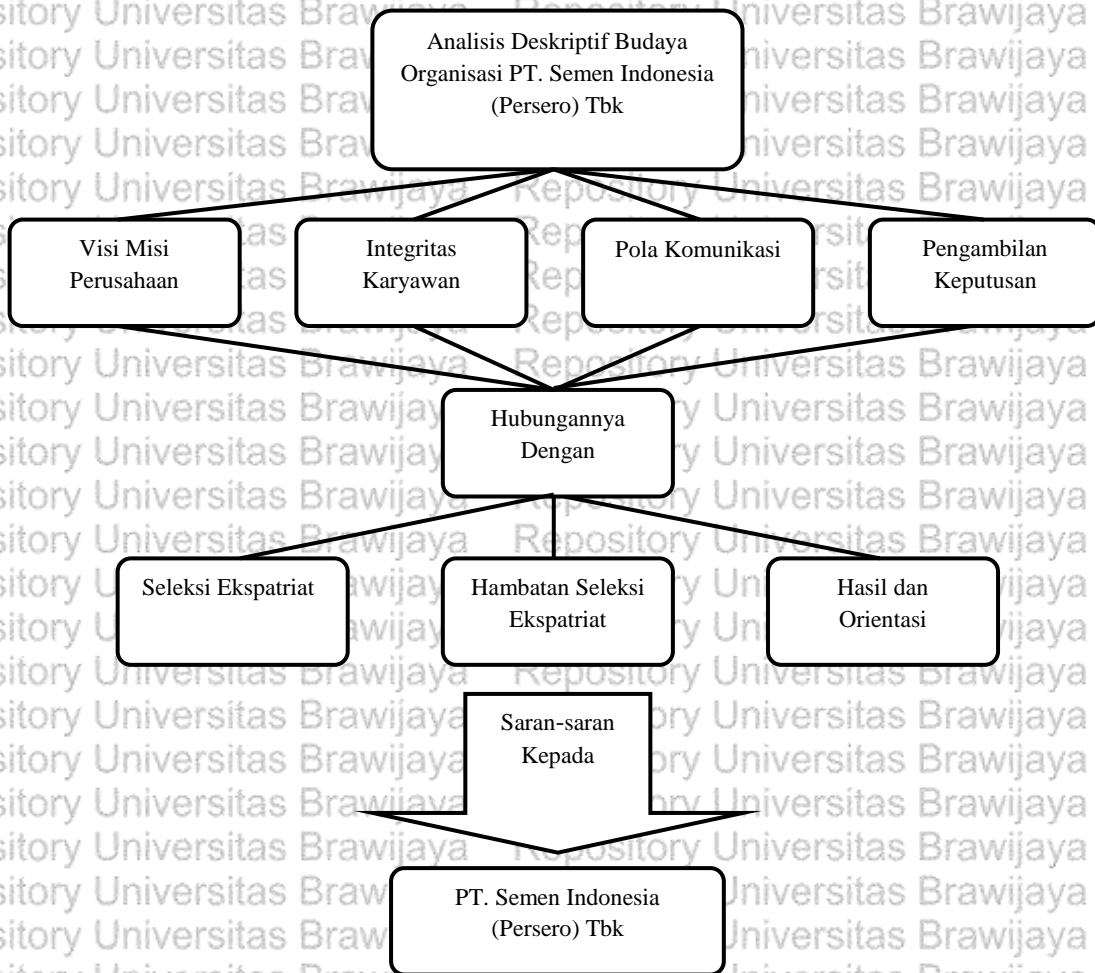 Analisis Deskriptif Budaya
Organisasi PT. Semen Indonesia
(Persero) Tbk
Visi Misi
Perusahaan
Integritas
Karyawan
Pola Komunikasi
Pengambilan
Keputusan
Hubungannya
Dengan
Seleksi Ekspatriat
Hambatan Seleksi
Ekspatriat
Hasil dan
Orientasi
Saran-saran
Kepada
PT. Semen Indonesia
(Persero) Tbk